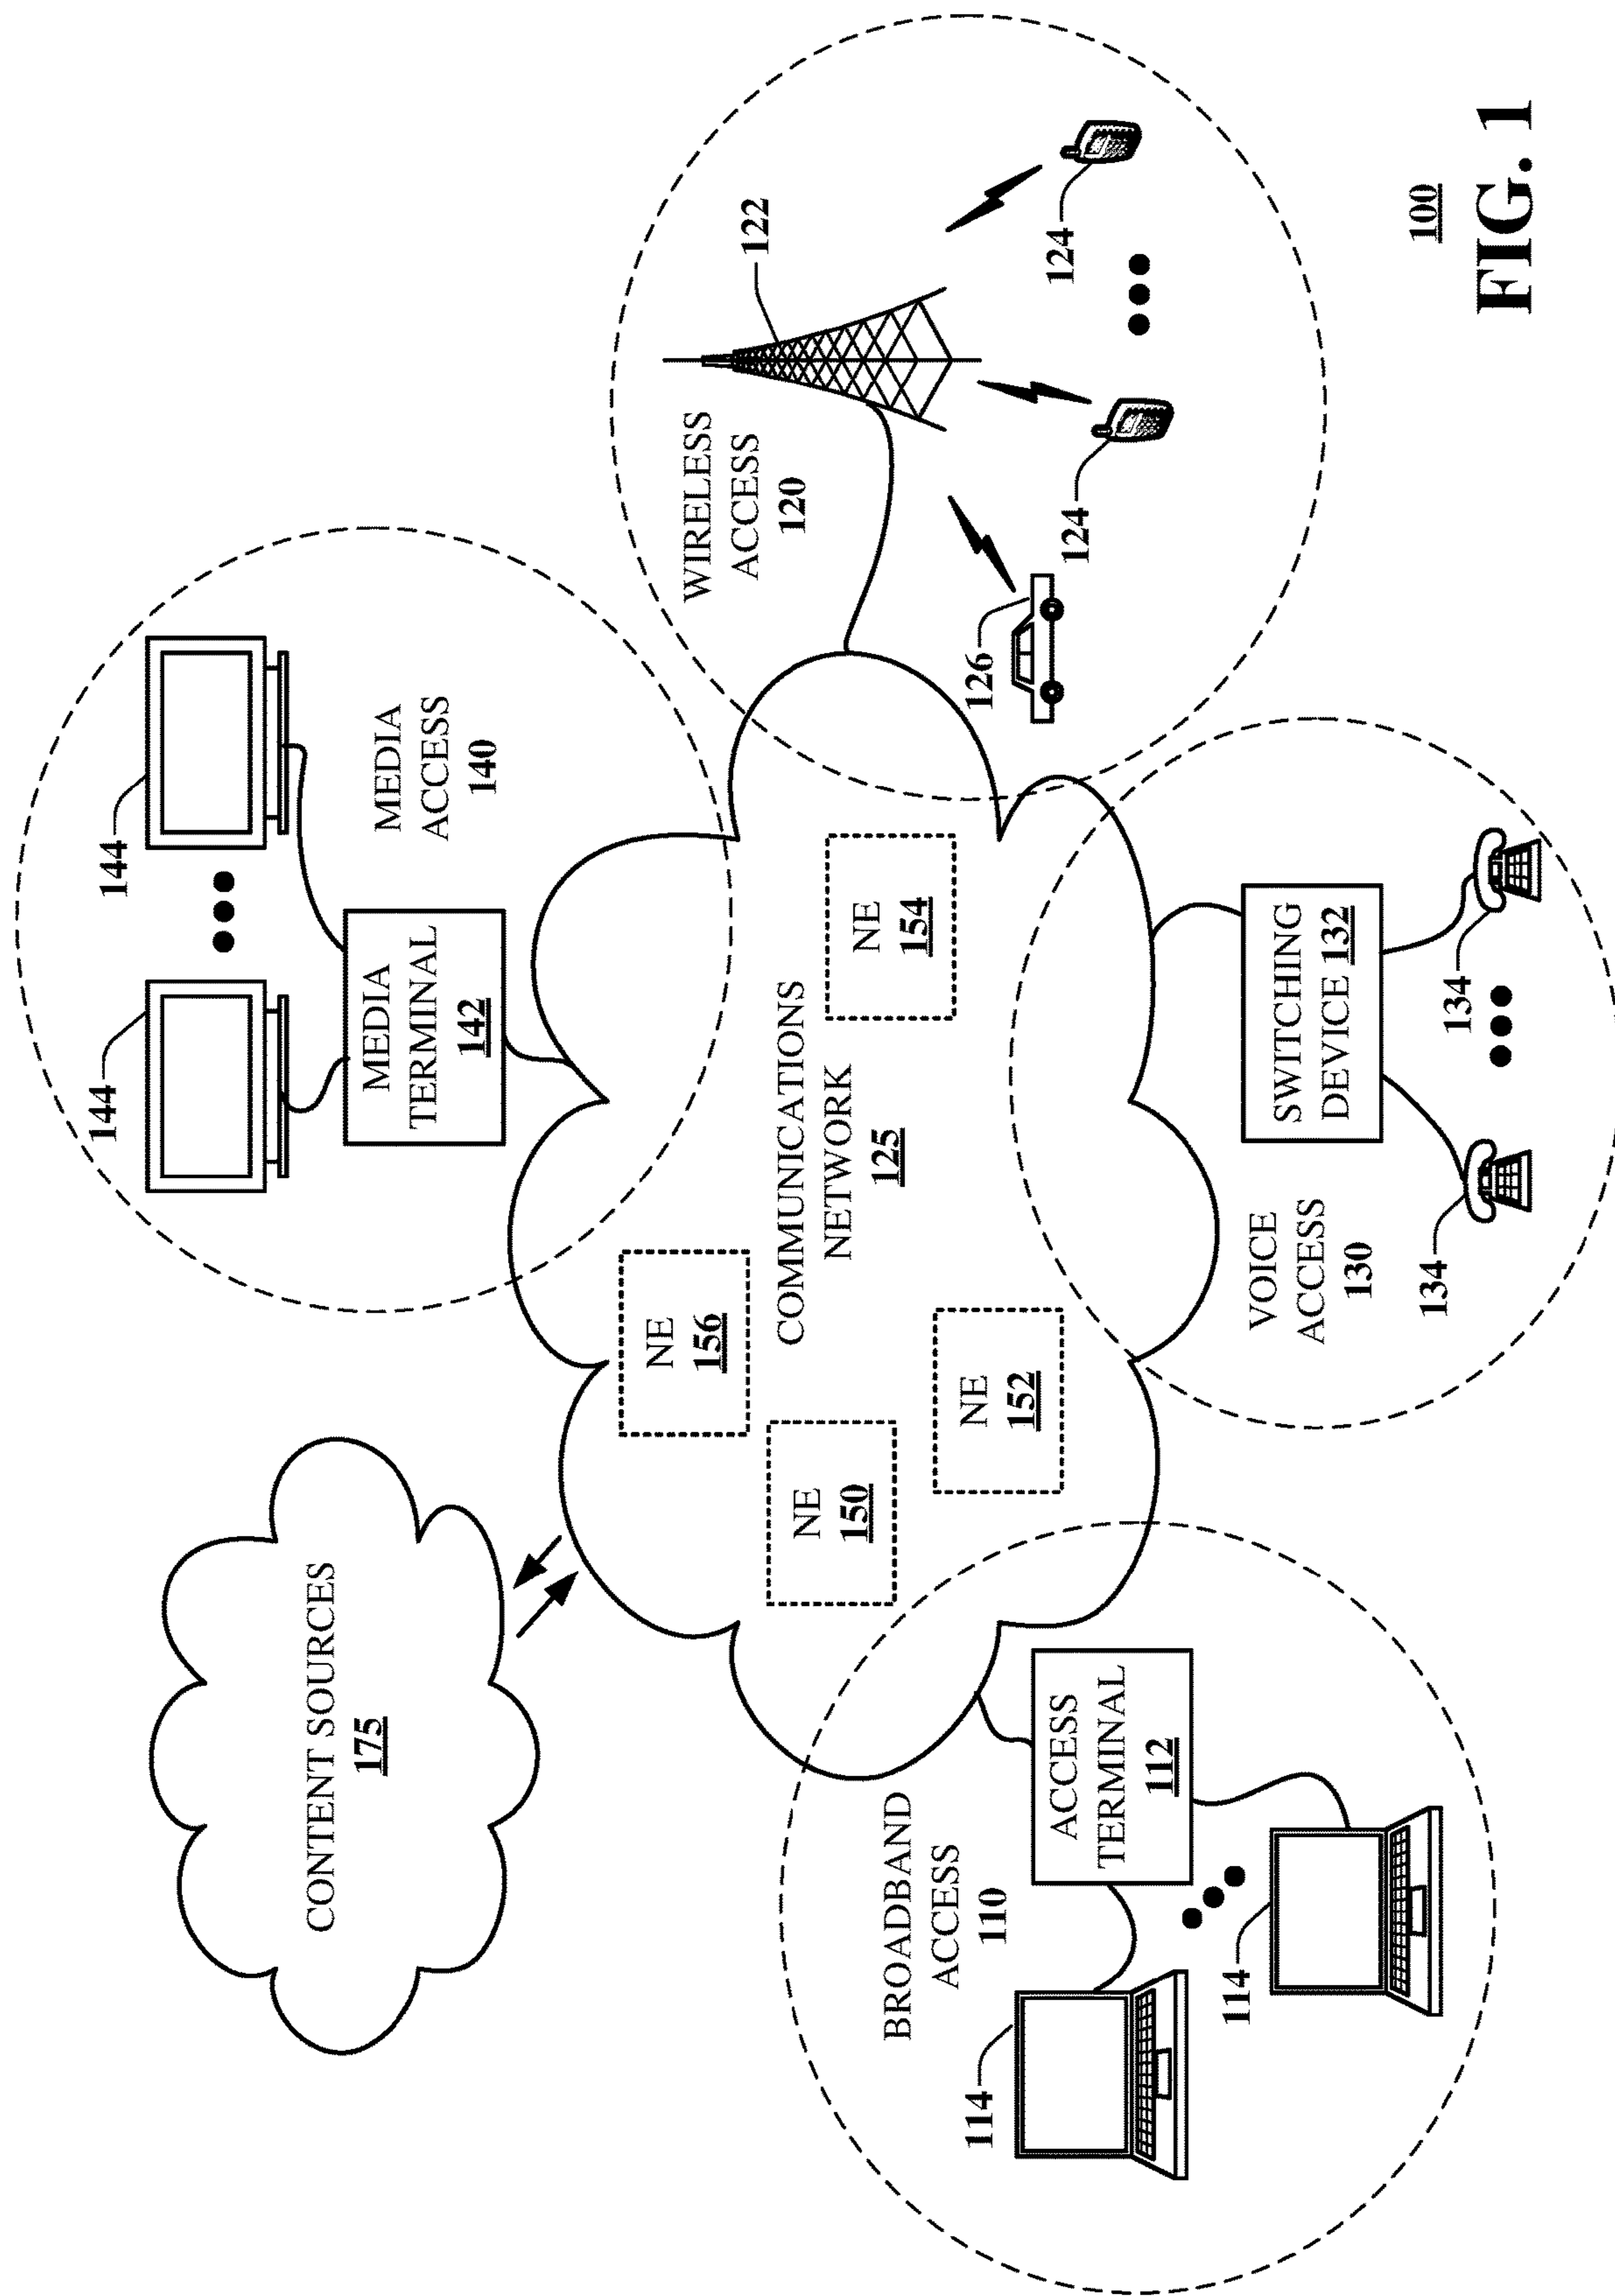 CONTENT SOURCES
175
144
144
MEDIA
TERMINAL
142
MEDIA
ACCESS
140
WIRELESS
ACCESS
120
122
124
124
126
NE
156
NE
150
NE
152
NE
154
COMMUNICATIONS
NETWORK
125
BROADBAND
ACCESS
110
ACCESS
TERMINAL
112
114
114
VOICE
ACCESS
130
SWITCHING
DEVICE 132
134
134
100
FIG. 1